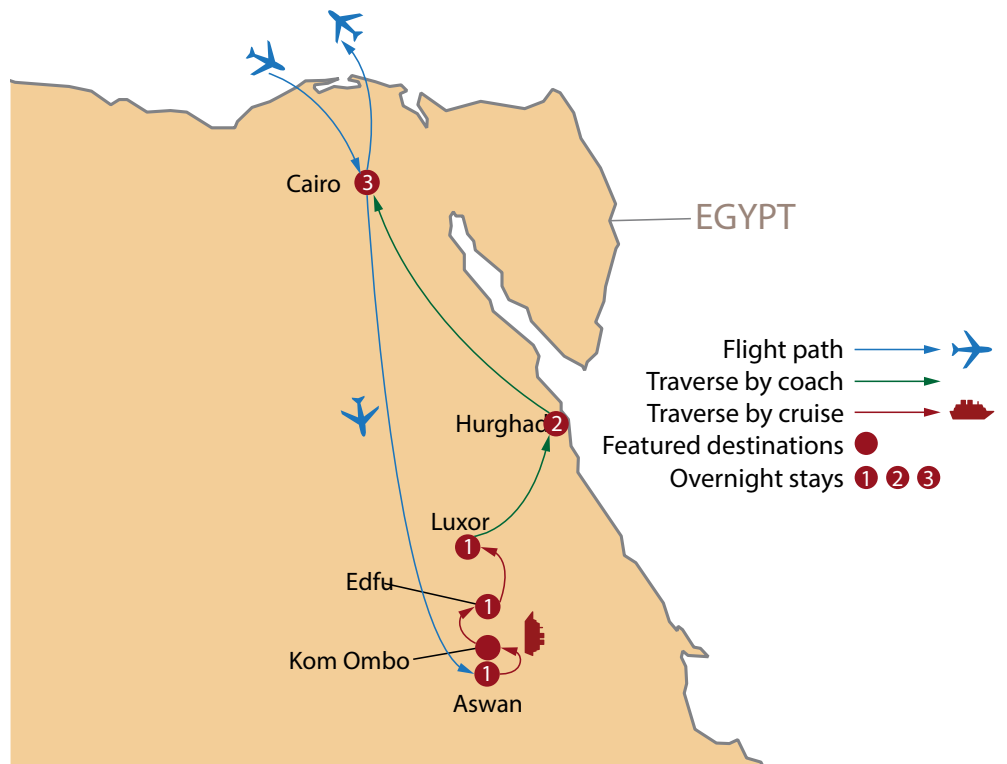 Cairo
3
EGYPT
Flight path
Traverse by coach
Traverse by cruise
Featured destinations
Overnight stays 1 2 3
Hurghad
2
Luxor
1
Edfu
1
Kom Ombo
1
Aswan